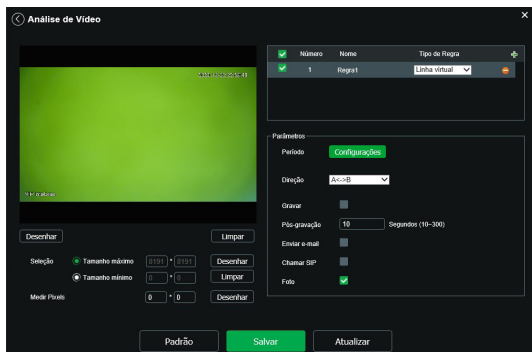 Análise de Vídeo
×
Número Nome Tipo de Regra
1 Regra1 Linha virtual
Parâmetros
Período Configurações
Direção A<->B
Gravar
Pós-gravação 10 Segundos (10~300)
Enviar e-mail
Chamar SIP
Foto
Desenhar Limpar
Seleção Tamanho máximo 8191 * 8191 Desenhar
Tamanho mínimo 0 * 0 Limpar
Medir Pixels 0 * 0 Desenhar
Padrão Salvar Atualizar